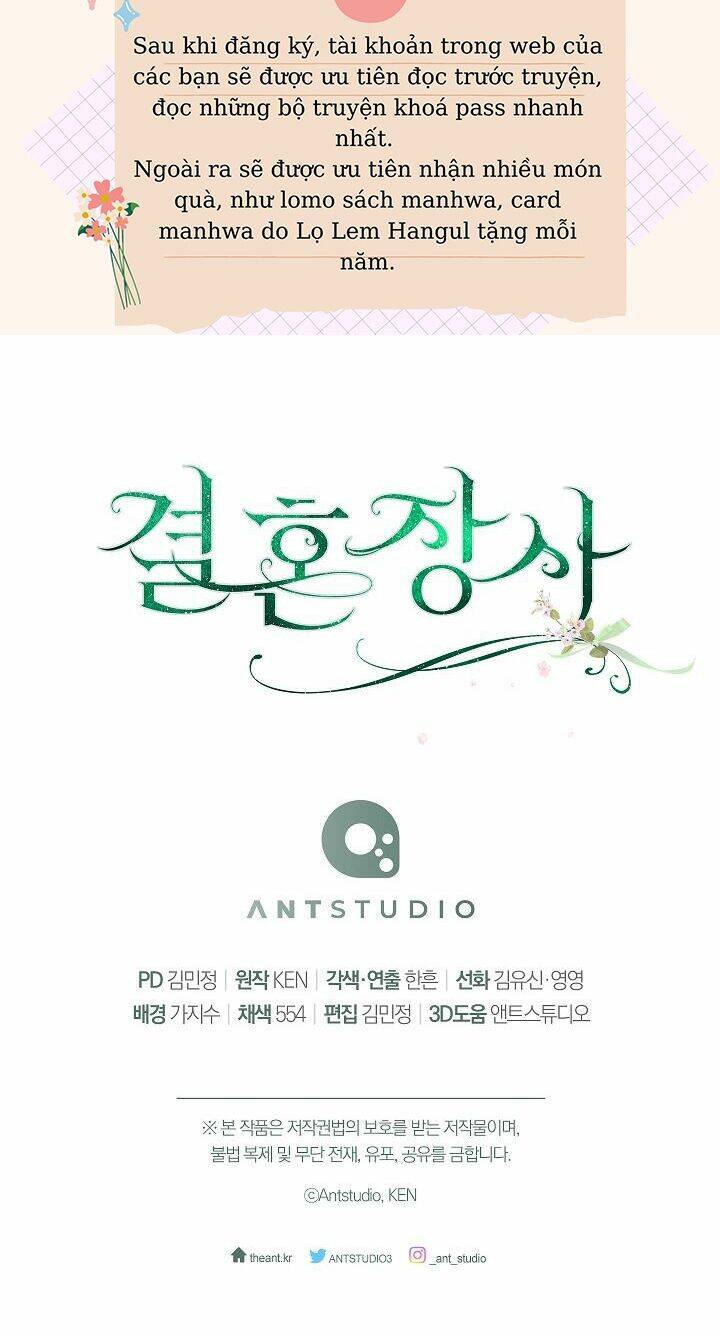 Sau khi đăng ký, tài khoản trong web của
các bạn sẽ được ưu tiên đọc trước truyện,
đọc những bộ truyện khoá pass nhanh
nhất.
Ngoài ra sẽ được ưu tiên nhận nhiều món
quà, như lomo sách manhwa, card
manhwa do Lọ Lem Hangul tặng mỗi
năm.
결혼 장사
ANTSTUDIO
PD 김민정 | 원작 KEN | 각색·연출 한흔 | 선화 김유신·영영
배경 가지수 | 채색 554 | 편집 김민정 | 3D도움 앤트스튜디오
※ 본 작품은 저작권법의 보호를 받는 저작물이며,
불법 복제 및 무단 전재, 유포, 공유를 금합니다.
ⓒAntstudio, KEN
theant.kr ANTSTUDIO3 _ant_studio